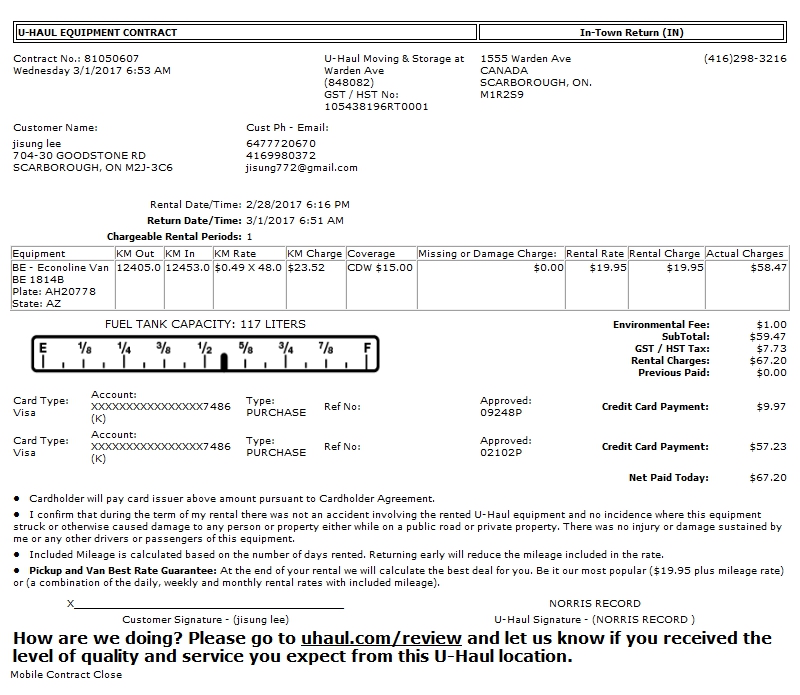 U-HAUL EQUIPMENT CONTRACT In-Town Return (IN)
Contract No.: 81050607
Wednesday 3/1/2017 6:53 AM
U-Haul Moving & Storage at
Warden Ave
(848082)
GST / HST No:
105438196RT0001
1555 Warden Ave
CANADA
SCARBOROUGH, ON.
M1R2S9
(416)298-3216
Customer Name:
jisung lee
704-30 GOODSTONE RD
SCARBOROUGH, ON M2J-3C6
Cust Ph - Email:
6477720670
4169980372
jisung772@gmail.com
Rental Date/Time: 2/28/2017 6:16 PM
Return Date/Time: 3/1/2017 6:51 AM
Chargeable Rental Periods: 1
Equipment KM Out KM In KM Rate KM Charge Coverage Missing or Damage Charge: Rental Rate Rental Charge Actual Charges
BE - Econoline Van 12405.0 12453.0 $0.49 X 48.0 $23.52 CDW $15.00 $0.00 $19.95 $19.95 $58.47
BE 1814B
Plate: AH20778
State: AZ
FUEL TANK CAPACITY: 117 LITERS
E 1/8 1/4 3/8 1/2 5/8 3/4 7/8 F
Environmental Fee: $1.00
SubTotal: $59.47
GST / HST Tax: $7.73
Rental Charges: $67.20
Previous Paid: $0.00
Card Type:
Visa
Account:
XXXXXXXXXXXXXXXX7486
(K)
Type:
PURCHASE
Ref No:
Approved:
09248P
Credit Card Payment: $9.97
Card Type:
Visa
Account:
XXXXXXXXXXXXXXXX7486
(K)
Type:
PURCHASE
Ref No:
Approved:
02102P
Credit Card Payment: $57.23
Net Paid Today: $67.20
• Cardholder will pay card issuer above amount pursuant to Cardholder Agreement.
• I confirm that during the term of my rental there was not an accident involving the rented U-Haul equipment and no incidence where this equipment
struck or otherwise caused damage to any person or property either while on a public road or private property. There was no injury or damage sustained by
me or any other drivers or passengers of this equipment.
• Included Mileage is calculated based on the number of days rented. Returning early will reduce the mileage included in the rate.
• Pickup and Van Best Rate Guarantee: At the end of your rental we will calculate the best deal for you. Be it our most popular ($19.95 plus mileage rate)
or (a combination of the daily, weekly and monthly rental rates with included mileage).
X NORRIS RECORD
Customer Signature - (jisung lee) U-Haul Signature - (NORRIS RECORD )
How are we doing? Please go to uhaul.com/review and let us know if you received the
level of quality and service you expect from this U-Haul location.
Mobile Contract Close